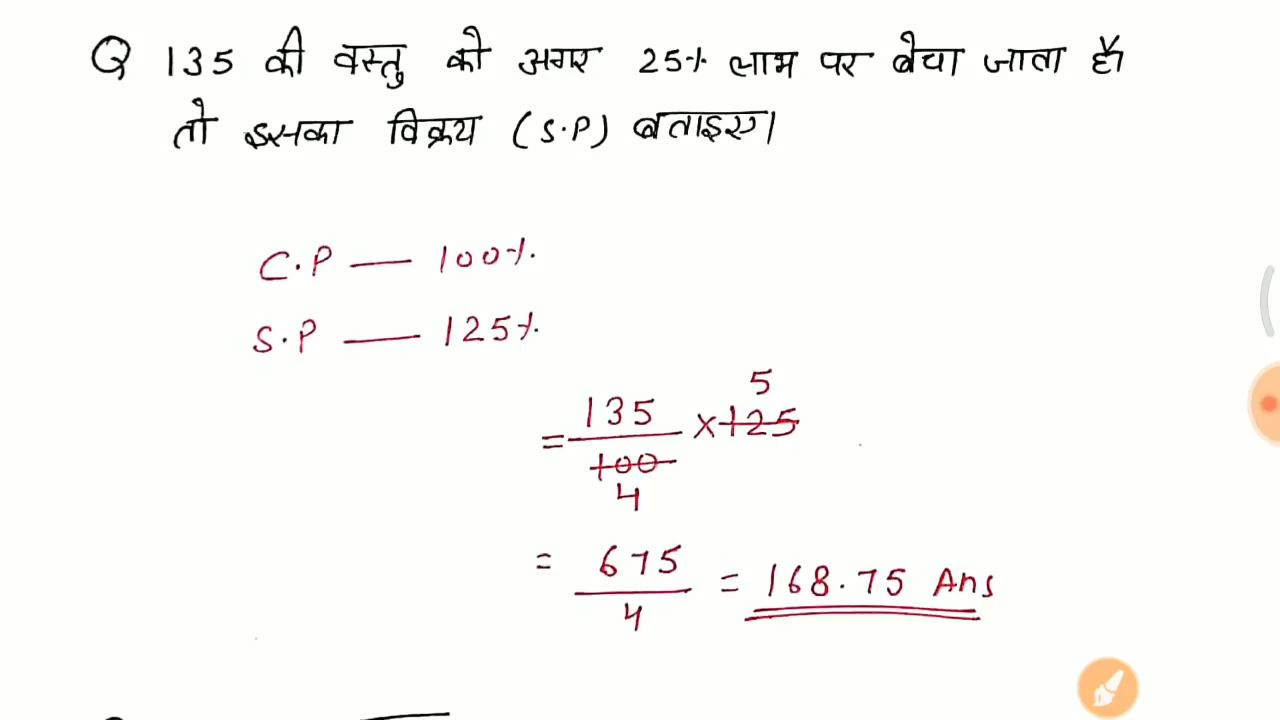 Q 135 की वस्तु को अगर 25% लाभ पर बेचा जाता है।
तो इसका विक्रय (S.P) बताइए।
C.P — 100%.
S.P — 125%.
5
= 135/100 × 125
4
= 675/4 = 168.75 Ans